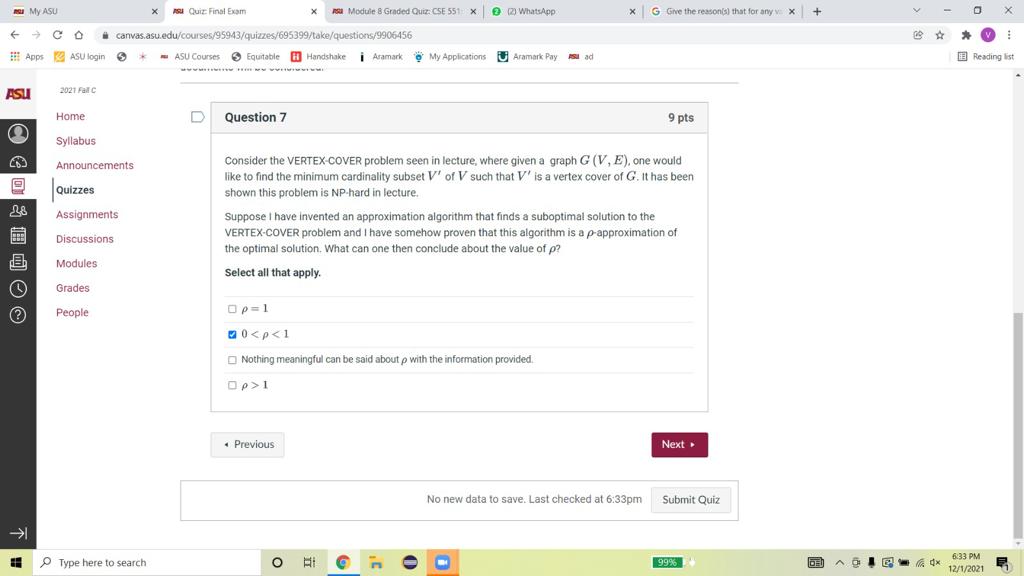 My ASU
Quiz: Final Exam
Module 8 Graded Quiz: CSE 551:
(2) WhatsApp
Give the reason(s) that for any va
canvas.asu.edu/courses/95943/quizzes/695399/take/questions/9906456
Apps
ASU login
ASU Courses
Equitable
Handshake
Aramark
My Applications
Aramark Pay
ad
Reading list
ASU
2021 Fall C
Home
Syllabus
Announcements
Quizzes
Assignments
Discussions
Modules
Grades
People
Question 7
9 pts
Consider the VERTEX-COVER problem seen in lecture, where given a graph G (V, E), one would
like to find the minimum cardinality subset V′ of V such that V′ is a vertex cover of G. It has been
shown this problem is NP-hard in lecture.
Suppose I have invented an approximation algorithm that finds a suboptimal solution to the
VERTEX-COVER problem and I have somehow proven that this algorithm is a ρ-approximation of
the optimal solution. What can one then conclude about the value of ρ?
Select all that apply.
ρ = 1
0 < ρ < 1
Nothing meaningful can be said about ρ with the information provided.
ρ > 1
Previous
Next
No new data to save. Last checked at 6:33pm
Submit Quiz
Type here to search
99%
6:33 PM
12/1/2021